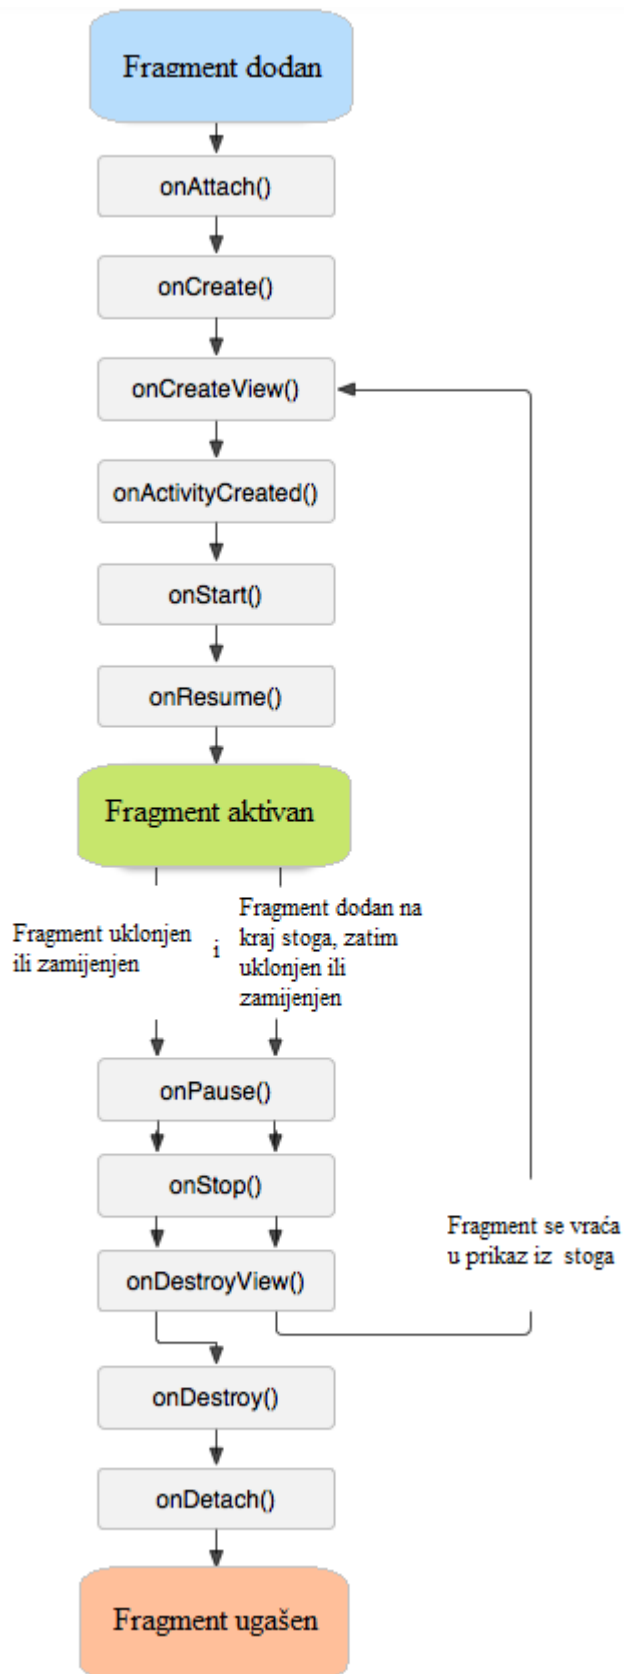 Fragment dodan
onAttach()
onCreate()
onCreateView()
onActivityCreated()
onStart()
onResume()
Fragment aktivan
Fragment uklonjen
ili zamijenjen
i
Fragment dodan na
kraj stoga, zatim
uklonjen ili
zamijenjen
onPause()
onStop()
onDestroyView()
Fragment se vraća
u prikaz iz stoga
onDestroy()
onDetach()
Fragment ugašen